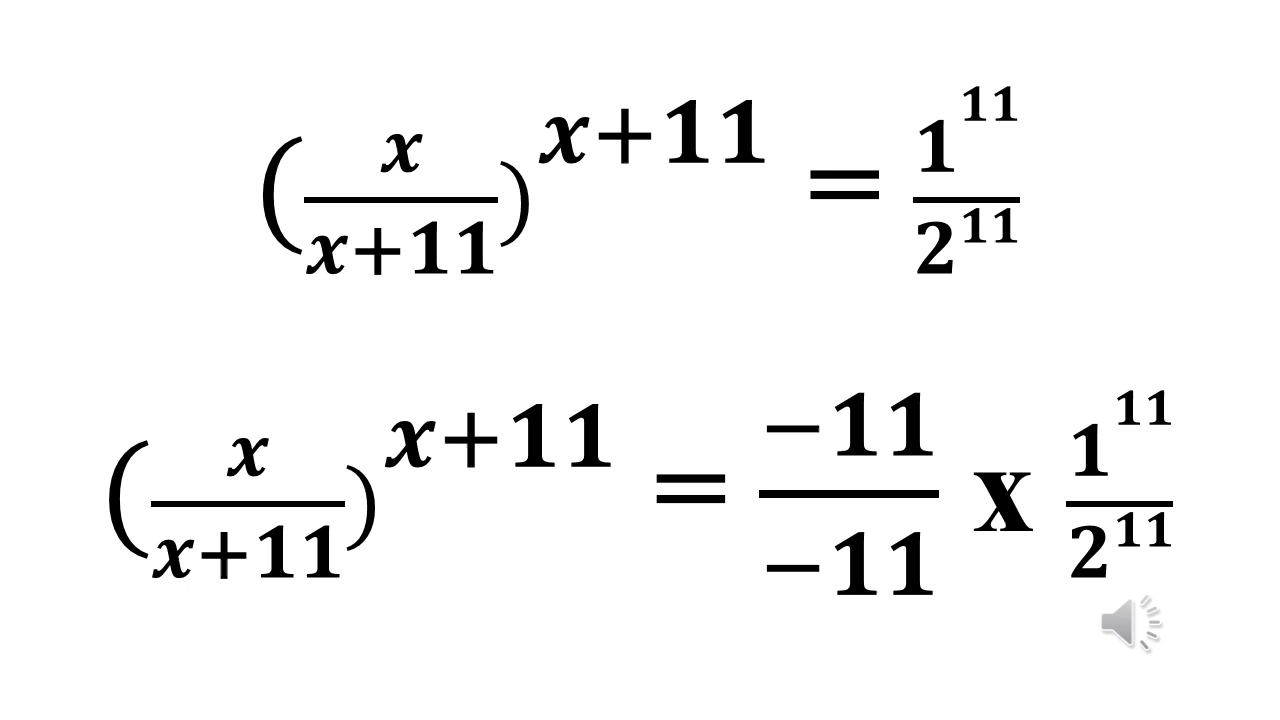 (x/(x+11))^(x+11) = 1^11/2^11
(x/(x+11))^(x+11) = −11/−11 x 1^11/2^11